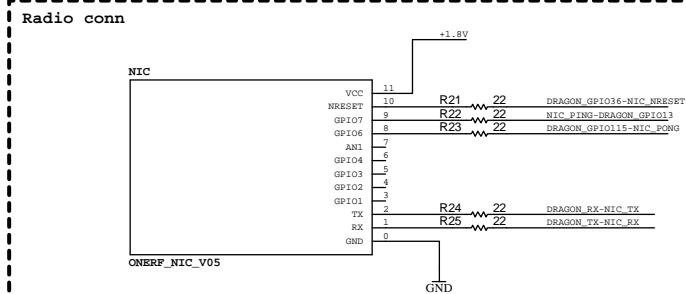 Radio conn
+1.8V
NIC
VCC 11
NRESET 10 R21 22 DRAGON_GPIO36-NIC_NRESET
GPIO7 9 R22 22 NIC_PING-DRAGON_GPIO13
GPIO6 8 R23 22 DRAGON_GPIO115-NIC_PONG
AN1 7
GPIO4 6
GPIO3 5
GPIO2 4
GPIO1 3
TX 2 R24 22 DRAGON_RX-NIC_TX
RX 1 R25 22 DRAGON_TX-NIC_RX
GND 0
ONERF_NIC_V05
GND